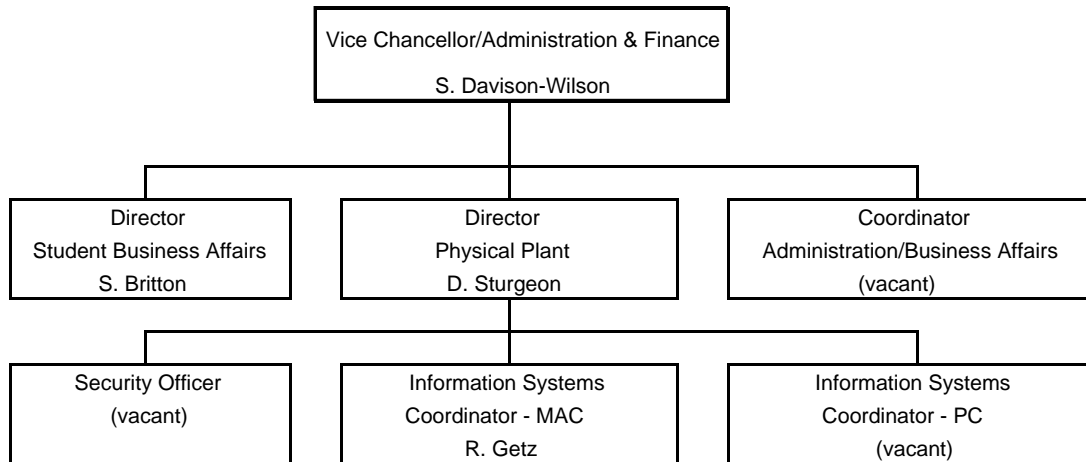 Vice Chancellor/Administration & Finance
S. Davison-Wilson
Director
Student Business Affairs
S. Britton
Director
Physical Plant
D. Sturgeon
Coordinator
Administration/Business Affairs
(vacant)
Security Officer
(vacant)
Information Systems
Coordinator - MAC
R. Getz
Information Systems
Coordinator - PC
(vacant)